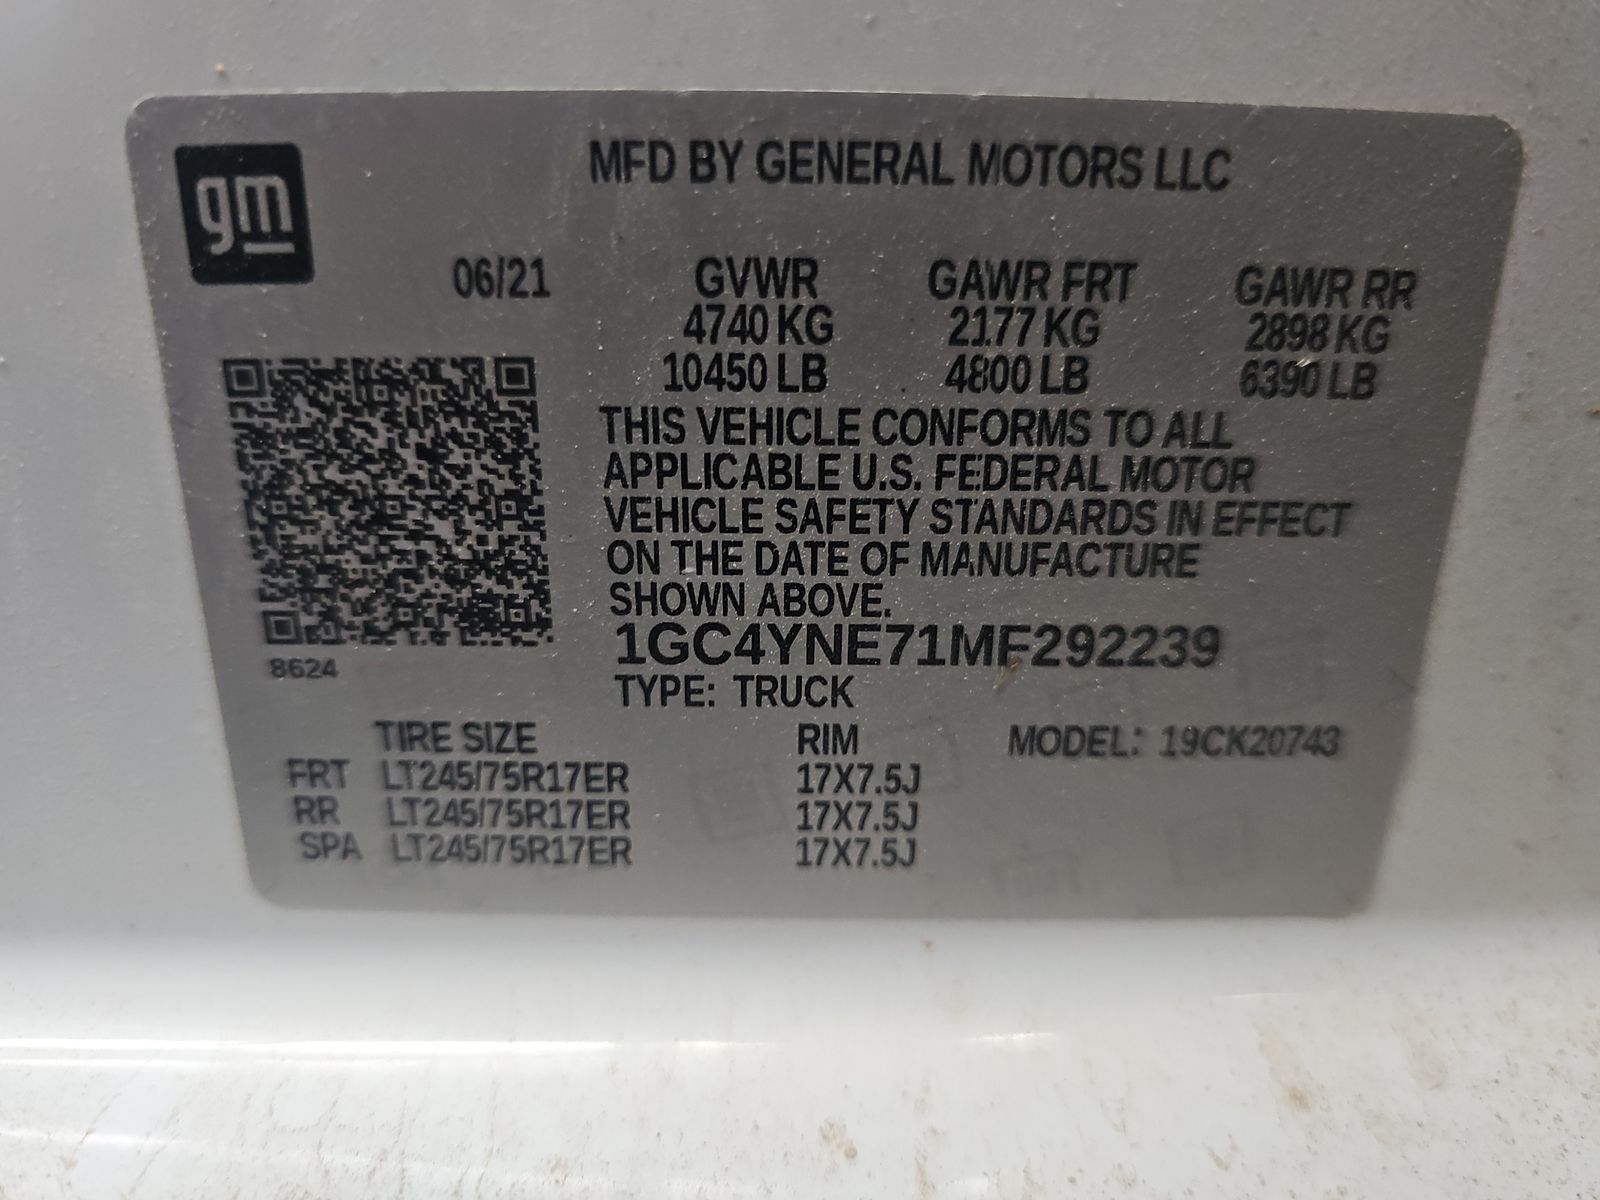 gm
MFD BY GENERAL MOTORS LLC
06/21 GVWR GAWR FRT GAWR RR
4740 KG 2177 KG 2898 KG
10450 LB 4800 LB 6390 LB
THIS VEHICLE CONFORMS TO ALL
APPLICABLE U.S. FEDERAL MOTOR
VEHICLE SAFETY STANDARDS IN EFFECT
ON THE DATE OF MANUFACTURE
SHOWN ABOVE.
1GC4YNE71MF292239
8624
TYPE: TRUCK
TIRE SIZE RIM MODEL: 19CK20743
FRT LT245/75R17ER 17X7.5J
RR LT245/75R17ER 17X7.5J
SPA LT245/75R17ER 17X7.5J